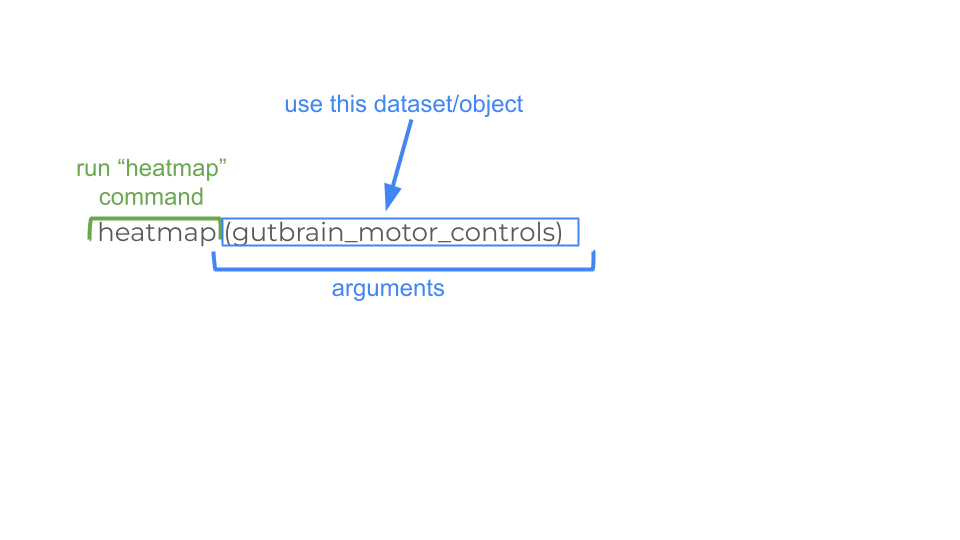 use this dataset/object
run “heatmap”
command
heatmap (gutbrain_motor_controls)
arguments